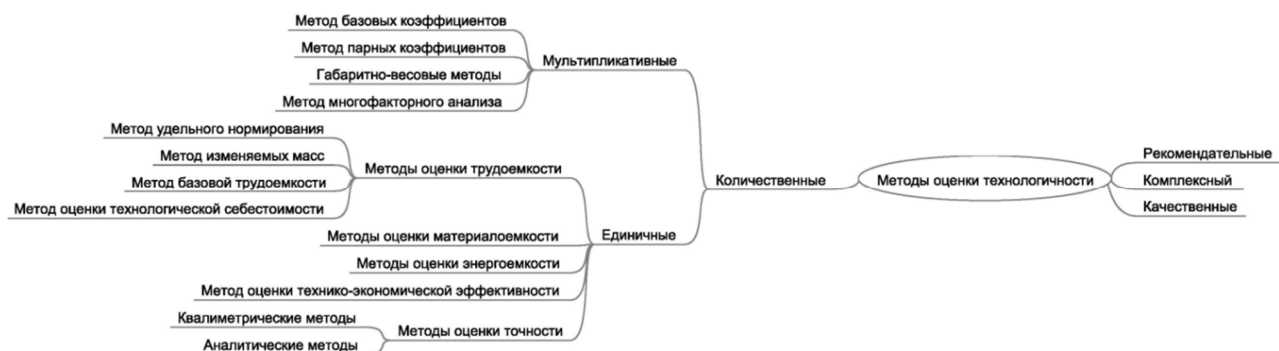 Метод базовых коэффициентов
Метод парных коэффициентов
Габаритно-весовые методы
Метод многофакторного анализа
Мультипликативные
Метод удельного нормирования
Метод изменяемых масс
Метод базовой трудоемкости
Метод оценки технологической себестоимости
Методы оценки трудоемкости
Методы оценки материалоемкости
Методы оценки энергоемкости
Метод оценки технико-экономической эффективности
Квалиметрические методы
Аналитические методы
Методы оценки точности
Единичные
Количественные
Методы оценки технологичности
Рекомендательные
Комплексный
Качественные